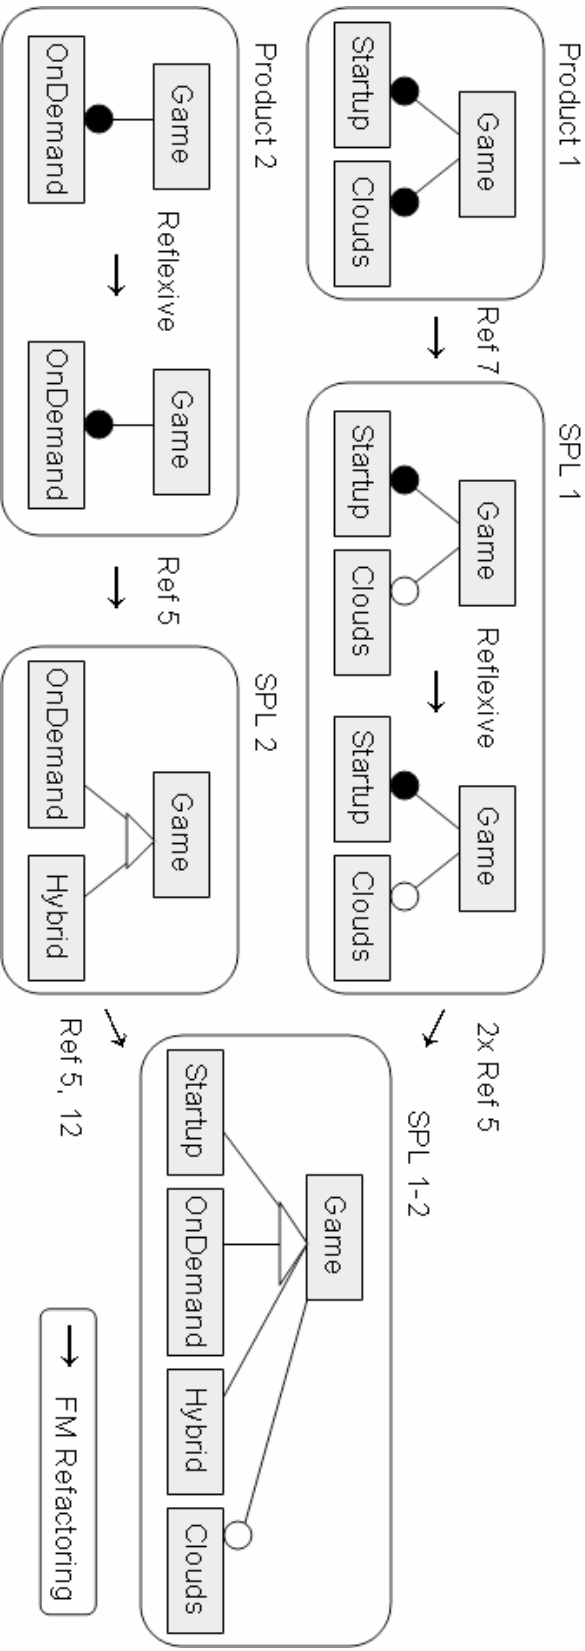 Product 1
Game
Startup
Clouds
Ref 7
SPL 1
Game
Startup
Clouds
Reflexive
Game
Startup
Clouds
2x Ref 5
Product 2
Game
OnDemand
Reflexive
Game
OnDemand
Ref 5
SPL 2
Game
OnDemand
Hybrid
Ref 5, 12
SPL 1-2
Game
Startup
OnDemand
Hybrid
Clouds
FM Refactoring